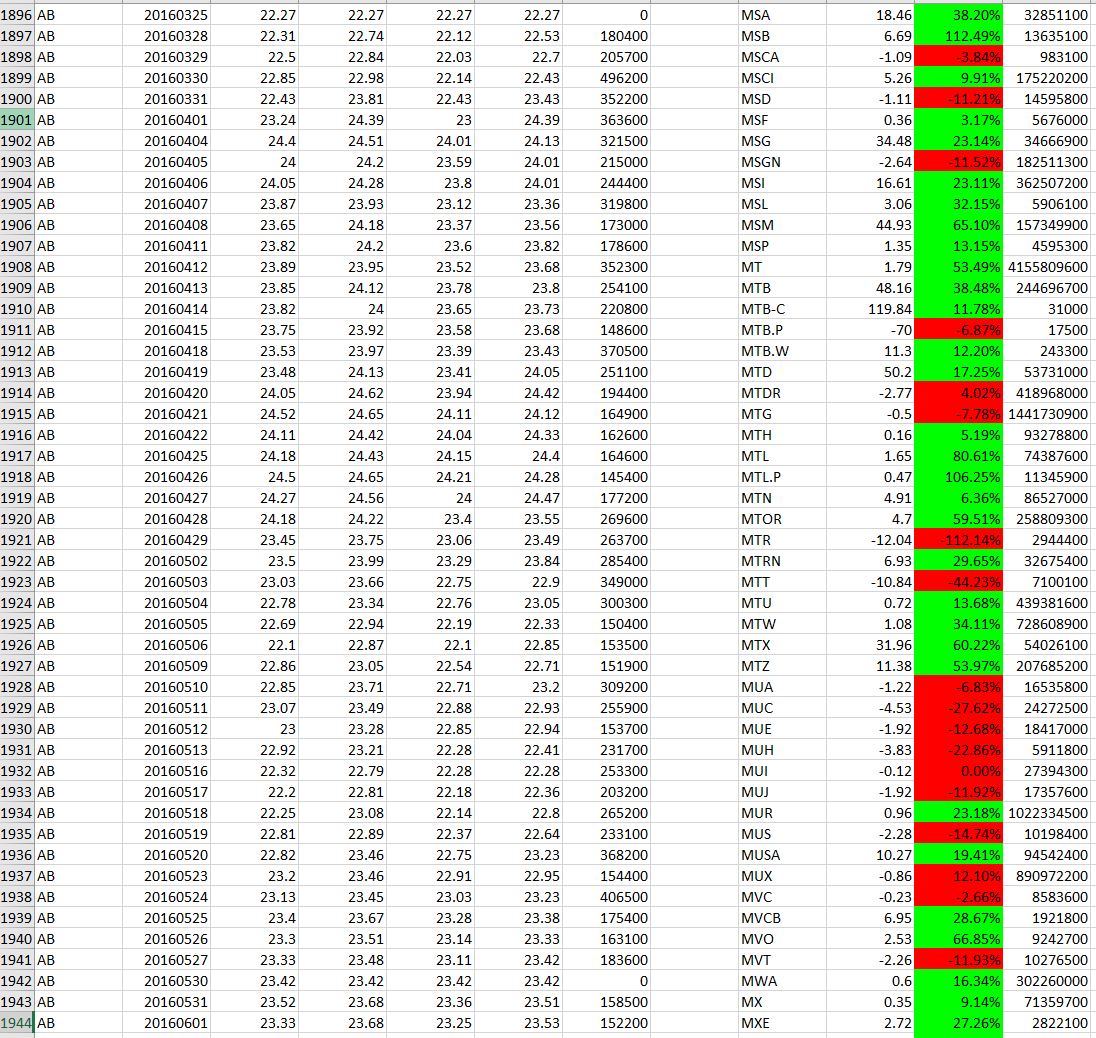 1896 AB 20160325 22.27 22.27 22.27 22.27 0 MSA 18.46 38.20% 32851100
1897 AB 20160328 22.31 22.74 22.12 22.53 180400 MSB 6.69 112.49% 13635100
1898 AB 20160329 22.5 22.84 22.03 22.7 205700 MSCA -1.09 -3.84% 983100
1899 AB 20160330 22.85 22.98 22.14 22.43 496200 MSCI 5.26 9.91% 175220200
1900 AB 20160331 22.43 23.81 22.43 23.43 352200 MSD -1.11 -11.21% 14595800
1901 AB 20160401 23.24 24.39 23 24.39 363600 MSF 0.36 3.17% 5676000
1902 AB 20160404 24.4 24.51 24.01 24.13 321500 MSG 34.48 23.14% 34666900
1903 AB 20160405 24 24.2 23.59 24.01 215000 MSGN -2.64 -11.52% 182511300
1904 AB 20160406 24.05 24.28 23.8 24.01 244400 MSI 16.61 23.11% 362507200
1905 AB 20160407 23.87 23.93 23.12 23.36 319800 MSL 3.06 32.15% 5906100
1906 AB 20160408 23.65 24.18 23.37 23.56 173000 MSM 44.93 65.10% 157349900
1907 AB 20160411 23.82 24.2 23.6 23.82 178600 MSP 1.35 13.15% 4595300
1908 AB 20160412 23.89 23.95 23.52 23.68 352300 MT 1.79 53.49% 4155809600
1909 AB 20160413 23.85 24.12 23.78 23.8 254100 MTB 48.16 38.48% 244696700
1910 AB 20160414 23.82 24 23.65 23.73 220800 MTB-C 119.84 11.78% 31000
1911 AB 20160415 23.75 23.92 23.58 23.68 148600 MTB.P -70 -6.87% 17500
1912 AB 20160418 23.53 23.97 23.39 23.43 370500 MTB.W 11.3 12.20% 243300
1913 AB 20160419 23.48 24.13 23.41 24.05 251100 MTD 50.2 17.25% 53731000
1914 AB 20160420 24.05 24.62 23.94 24.42 194400 MTDR -2.77 4.02% 418968000
1915 AB 20160421 24.52 24.65 24.11 24.12 164900 MTG -0.5 -7.78% 1441730900
1916 AB 20160422 24.11 24.42 24.04 24.33 162600 MTH 0.16 5.19% 93278800
1917 AB 20160425 24.18 24.43 24.15 24.4 164600 MTL 1.65 80.61% 74387600
1918 AB 20160426 24.5 24.65 24.21 24.28 145400 MTL.P 0.47 106.25% 11345900
1919 AB 20160427 24.27 24.56 24 24.47 177200 MTN 4.91 6.36% 86527000
1920 AB 20160428 24.18 24.22 23.4 23.55 269600 MTOR 4.7 59.51% 258809300
1921 AB 20160429 23.45 23.75 23.06 23.49 263700 MTR -12.04 -112.14% 2944400
1922 AB 20160502 23.5 23.99 23.29 23.84 285400 MTRN 6.93 29.65% 32675400
1923 AB 20160503 23.03 23.66 22.75 22.9 349000 MTT -10.84 -44.23% 7100100
1924 AB 20160504 22.78 23.34 22.76 23.05 300300 MTU 0.72 13.68% 439381600
1925 AB 20160505 22.69 22.94 22.19 22.33 150400 MTW 1.08 34.11% 728608900
1926 AB 20160506 22.1 22.87 22.1 22.85 153500 MTX 31.96 60.22% 54026100
1927 AB 20160509 22.86 23.05 22.54 22.71 151900 MTZ 11.38 53.97% 207685200
1928 AB 20160510 22.85 23.71 22.71 23.2 309200 MUA -1.22 -6.83% 16535800
1929 AB 20160511 23.07 23.49 22.88 22.93 255900 MUC -4.53 -27.62% 24272500
1930 AB 20160512 23 23.28 22.85 22.94 153700 MUE -1.92 -12.68% 18417000
1931 AB 20160513 22.92 23.21 22.28 22.41 231700 MUH -3.83 -22.86% 5911800
1932 AB 20160516 22.32 22.79 22.28 22.28 253300 MUI -0.12 0.00% 27394300
1933 AB 20160517 22.2 22.81 22.18 22.36 203200 MUJ -1.92 -11.92% 17357600
1934 AB 20160518 22.25 23.08 22.14 22.8 265200 MUR 0.96 23.18% 1022334500
1935 AB 20160519 22.81 22.89 22.37 22.64 233100 MUS -2.28 -14.74% 10198400
1936 AB 20160520 22.82 23.46 22.75 23.23 368200 MUSA 10.27 19.41% 94542400
1937 AB 20160523 23.2 23.46 22.91 22.95 154400 MUX -0.86 12.10% 890972200
1938 AB 20160524 23.13 23.45 23.03 23.23 406500 MVC -0.23 -2.66% 8583600
1939 AB 20160525 23.4 23.67 23.28 23.38 175400 MVCB 6.95 28.67% 1921800
1940 AB 20160526 23.3 23.51 23.14 23.33 163100 MVO 2.53 66.85% 9242700
1941 AB 20160527 23.33 23.48 23.11 23.42 183600 MVT -2.26 -11.93% 10276500
1942 AB 20160530 23.42 23.42 23.42 23.42 0 MWA 0.6 16.34% 302260000
1943 AB 20160531 23.52 23.68 23.36 23.51 158500 MX 0.35 9.14% 71359700
1944 AB 20160601 23.33 23.68 23.25 23.53 152200 MXE 2.72 27.26% 2822100